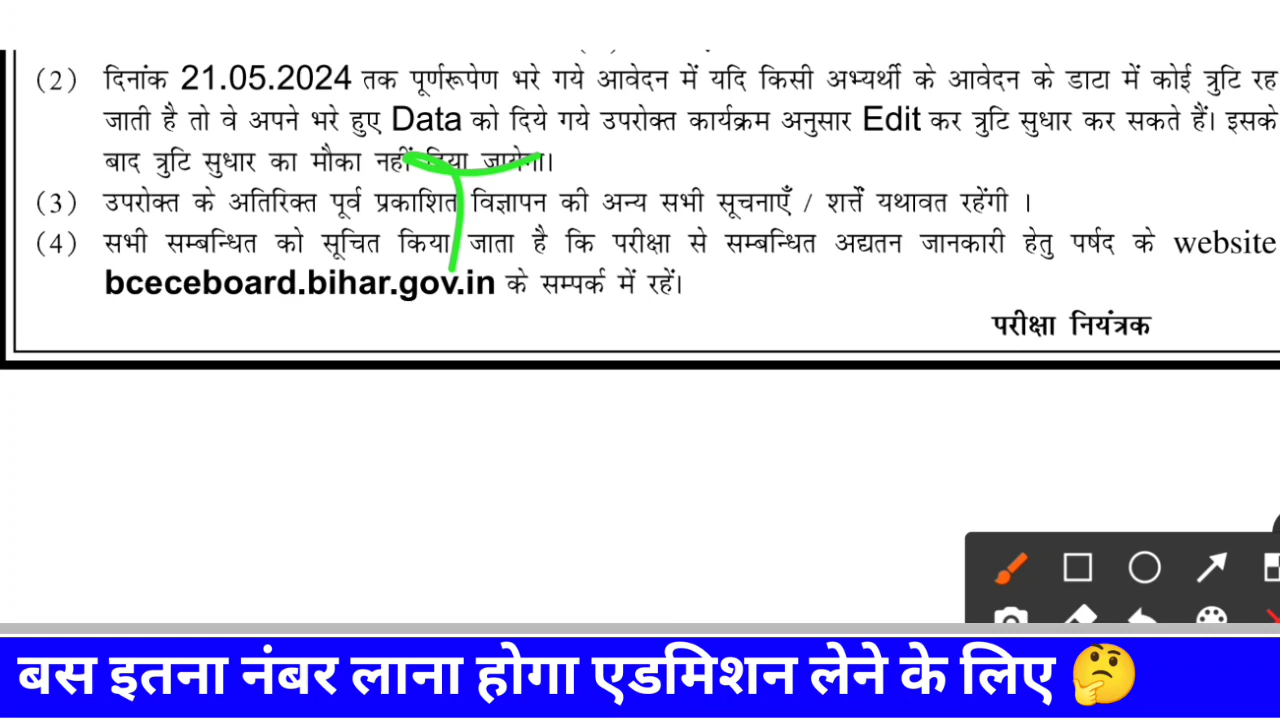 (2) दिनांक 21.05.2024 तक पूर्णरूपेण भरे गये आवेदन में यदि किसी अभ्यर्थी के आवेदन के डाटा में कोई त्रुटि रह
जाती है तो वे अपने भरे हुए Data को दिये गये उपरोक्त कार्यक्रम अनुसार Edit कर त्रुटि सुधार कर सकते हैं। इसके
बाद त्रुटि सुधार का मौका नहीं दिया जायेगा।
(3) उपरोक्त के अतिरिक्त पूर्व प्रकाशित विज्ञापन की अन्य सभी सूचनाएँ / शर्त्तें यथावत रहेंगी ।
(4) सभी सम्बन्धित को सूचित किया जाता है कि परीक्षा से सम्बन्धित अद्यतन जानकारी हेतु पर्षद के website
bceceboard.bihar.gov.in के सम्पर्क में रहें।
परीक्षा नियंत्रक
बस इतना नंबर लाना होगा एडमिशन लेने के लिए 🤔